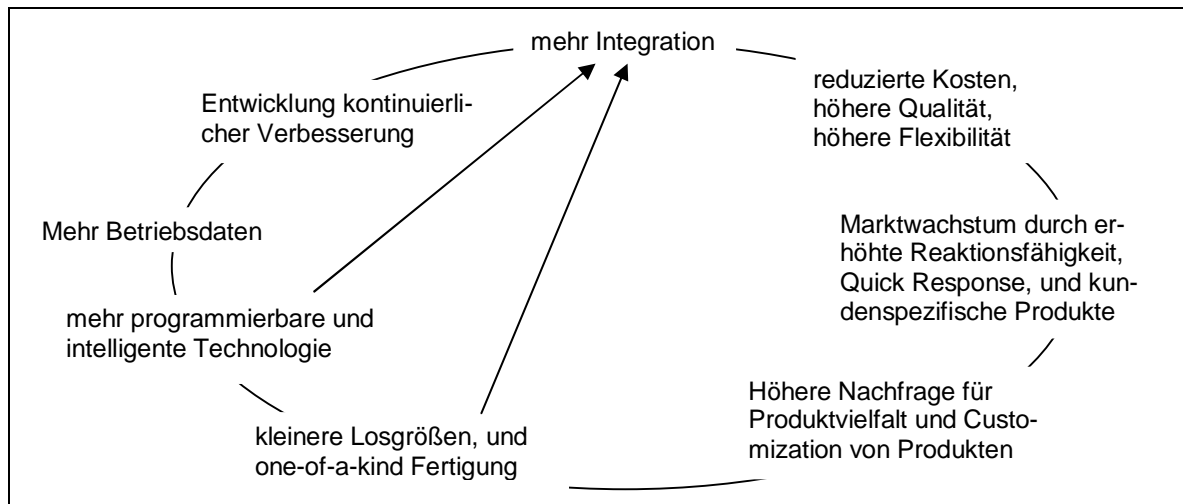 mehr Integration
reduzierte Kosten,
höhere Qualität,
höhere Flexibilität
Marktwachstum durch er-
höhte Reaktionsfähigkeit,
Quick Response, und kun-
denspezifische Produkte
Höhere Nachfrage für
Produktvielfalt und Custo-
mization von Produkten
kleinere Losgrößen, und
one-of-a-kind Fertigung
mehr programmierbare und
intelligente Technologie
Mehr Betriebsdaten
Entwicklung kontinuierli-
cher Verbesserung